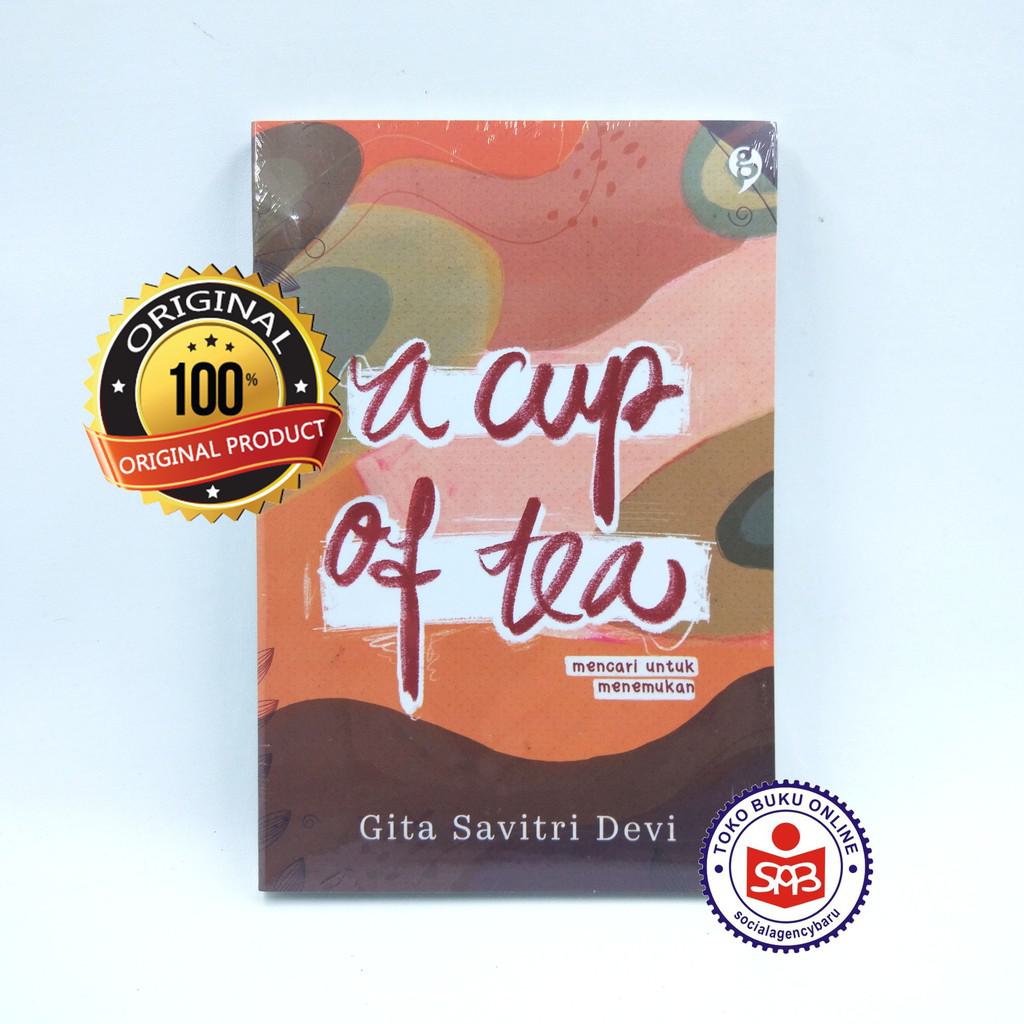 ORIGINAL
100%
ORIGINAL PRODUCT
a cup
of tea
mencari untuk
menemukan
Gita Savitri Devi
TOKO BUKU ONLINE
SAB
socialagencybaru